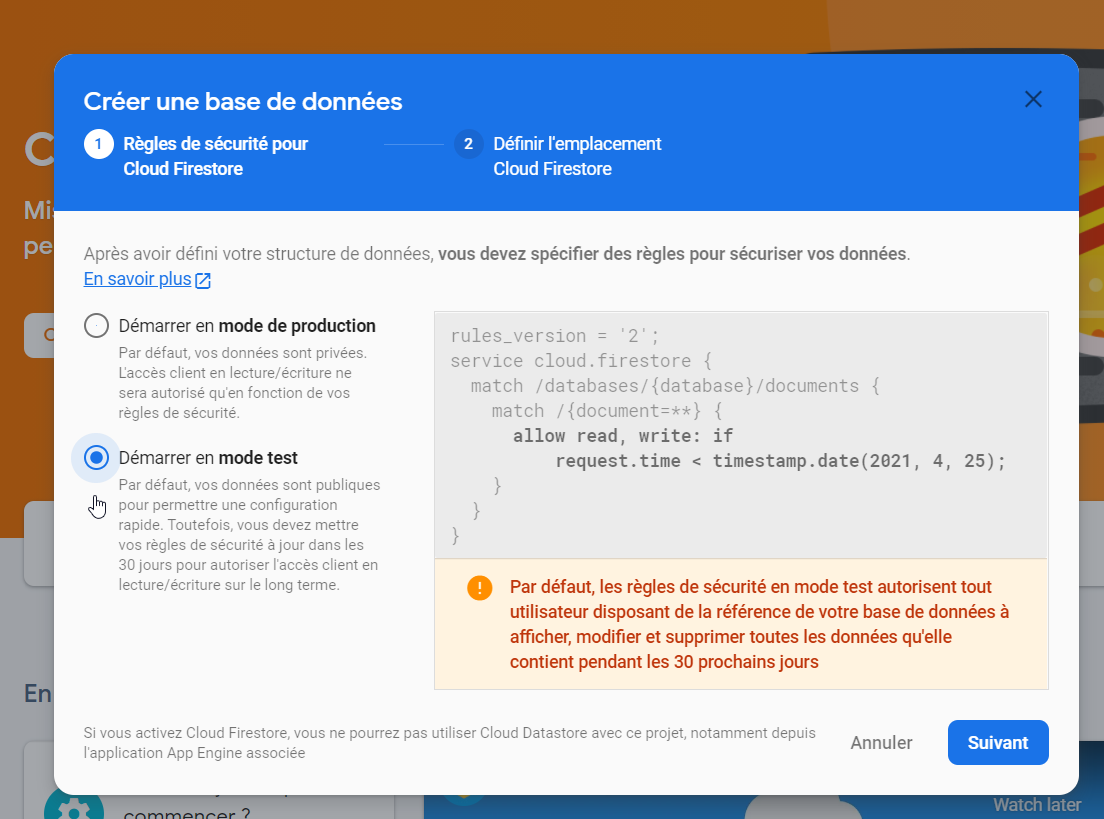 Créer une base de données
1 Règles de sécurité pour
Cloud Firestore
2 Définir l'emplacement
Cloud Firestore
Après avoir défini votre structure de données, vous devez spécifier des règles pour sécuriser vos données.
En savoir plus
Démarrer en mode de production
Par défaut, vos données sont privées.
L'accès client en lecture/écriture ne
sera autorisé qu'en fonction de vos
règles de sécurité.
Démarrer en mode test
Par défaut, vos données sont publiques
pour permettre une configuration
rapide. Toutefois, vous devez mettre
vos règles de sécurité à jour dans les
30 jours pour autoriser l'accès client en
lecture/écriture sur le long terme.
rules_version = '2';
service cloud.firestore {
  match /databases/{database}/documents {
    match /{document=**} {
      allow read, write: if
          request.time < timestamp.date(2021, 4, 25);
    }
  }
}
Par défaut, les règles de sécurité en mode test autorisent tout
utilisateur disposant de la référence de votre base de données à
afficher, modifier et supprimer toutes les données qu'elle
contient pendant les 30 prochains jours
Si vous activez Cloud Firestore, vous ne pourrez pas utiliser Cloud Datastore avec ce projet, notamment depuis
l'application App Engine associée
Annuler
Suivant
commencer ?
Watch later